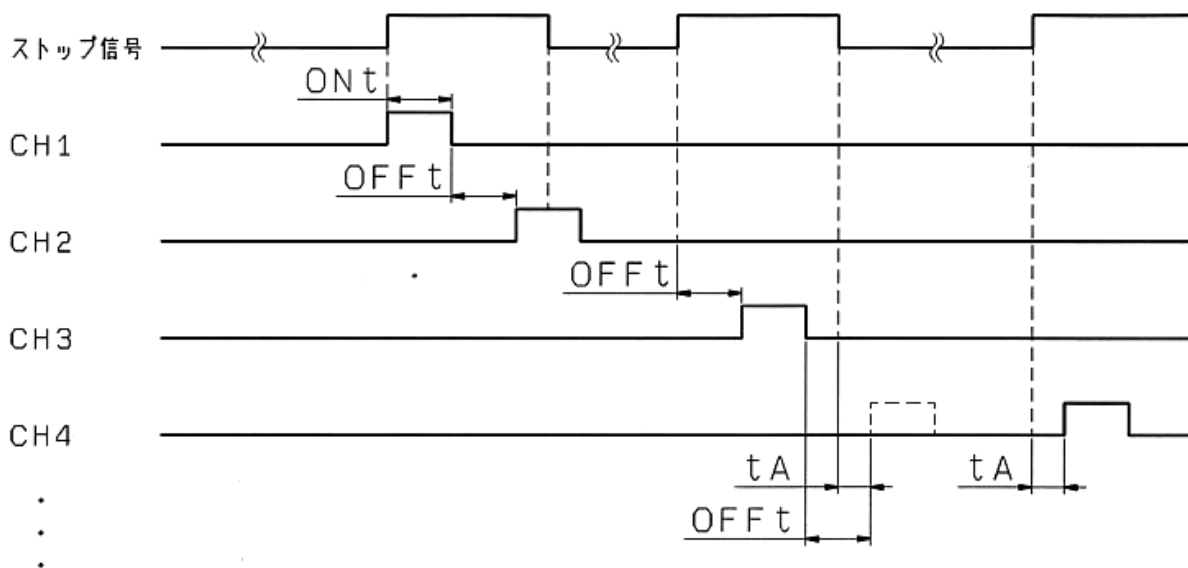 ストップ信号
ONt
CH1
OFFt
CH2
OFFt
CH3
CH4
tA
tA
OFFt